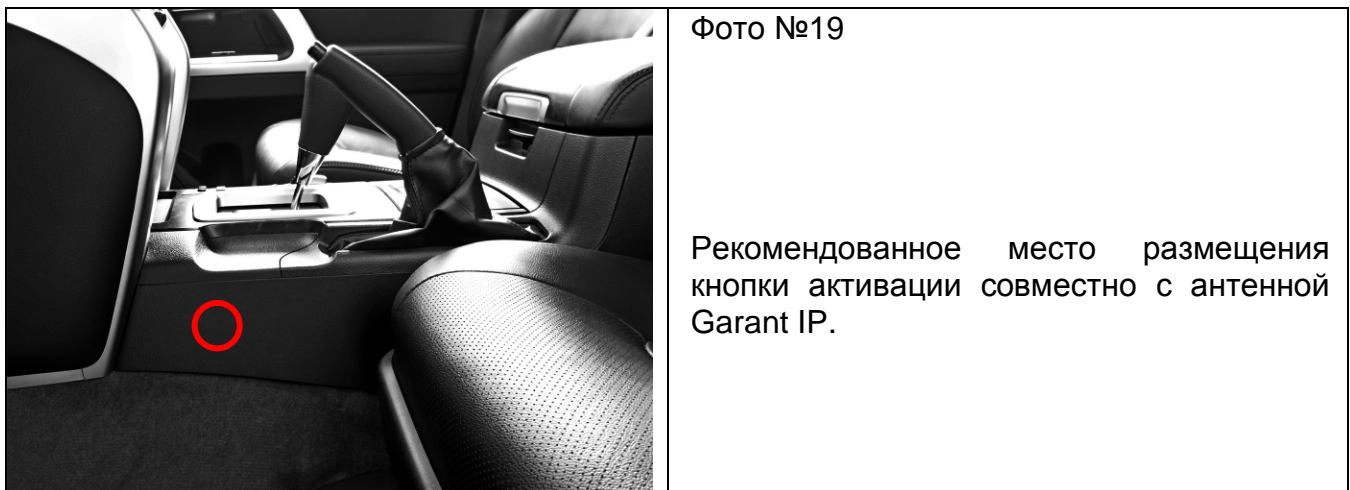 Фото №19
Рекомендованное место размещения
кнопки активации совместно с антенной
Garant IP.